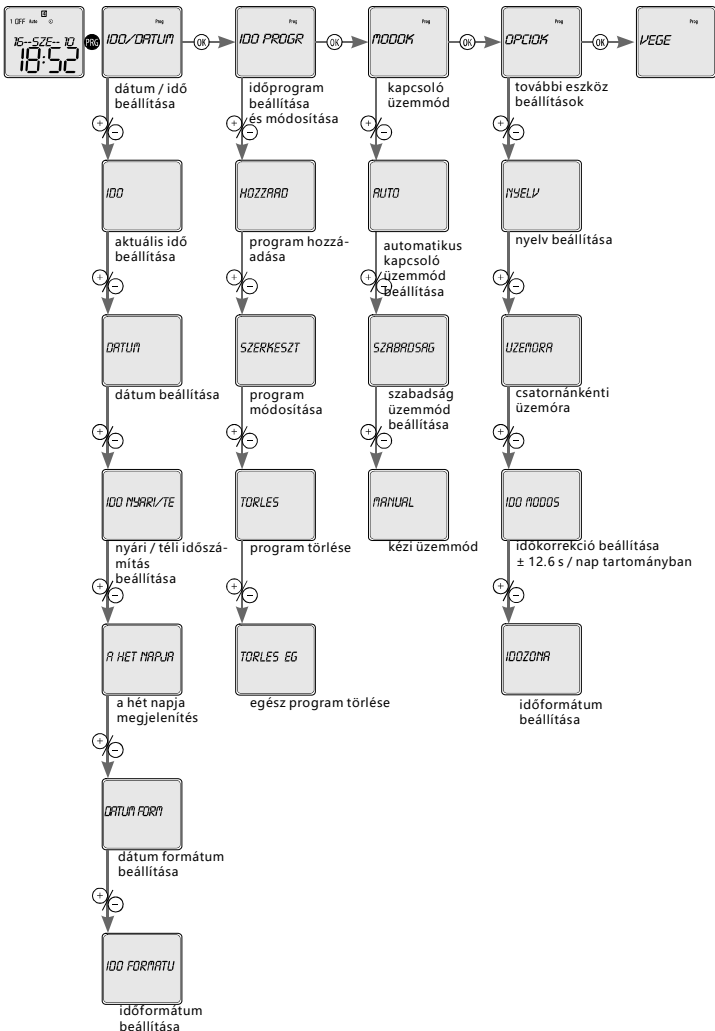 1 OFF Auto
16--SZE--10
18:52
PRG
Prog
IDO/DATUM
OK
Prog
IDO PROGR
OK
Prog
MODOK
OK
Prog
OPCIOK
OK
Prog
VEGE
dátum / idő
beállítása
időprogram
beállítása
és módosítása
kapcsoló
üzemmód
további eszköz
beállítások
+
−
+
−
+
−
+
−
IDO
HOZZAAD
AUTO
NYELV
aktuális idő
beállítása
program hozzá-
adása
automatikus
kapcsoló
üzemmód
beállítása
nyelv beállítása
+
−
+
−
+
−
+
−
DATUM
SZERKESZT
SZABADSAG
UZEMORA
dátum beállítása
program
módosítása
szabadság
üzemmód
beállítása
csatornánkénti
üzemóra
+
−
+
−
+
−
+
−
IDO NYARI/TE
TORLES
MANUAL
IDO MODOS
nyári / téli időszá-
mítás
beállítása
program törlése
kézi üzemmód
időkorrekció beállítása
± 12.6 s / nap tartományban
+
−
+
−
+
−
A HET NAPJA
TORLES EG
IDOZONA
a hét napja
megjelenítés
egész program törlése
időformátum
beállítása
+
−
DATUM FORM
dátum formátum
beállítása
+
−
IDO FORMATU
időformátum
beállítása